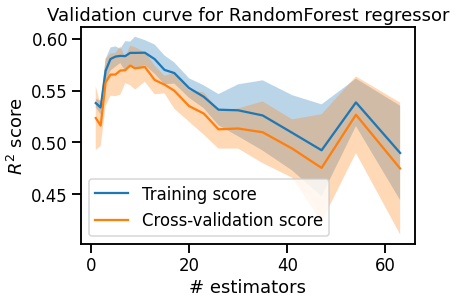 Validation curve for RandomForest regressor
0.60
0.55
0.50
0.45
R² score
Training score
Cross-validation score
0 20 40 60
# estimators